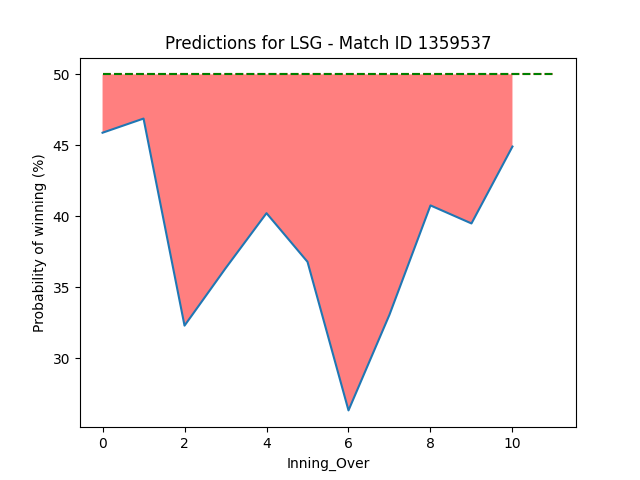 Predictions for LSG - Match ID 1359537
Probability of winning (%)
50
45
40
35
30
0 2 4 6 8 10
Inning_Over